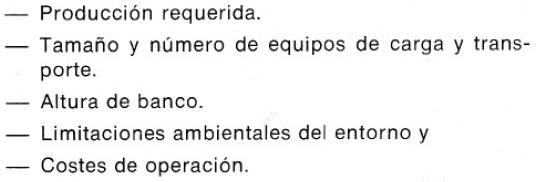 — Producción requerida.
— Tamaño y número de equipos de carga y trans-
porte.
— Altura de banco.
— Limitaciones ambientales del entorno y
— Costes de operación.